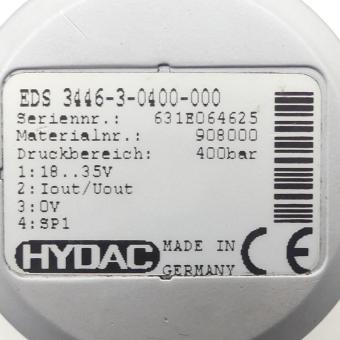 EDS 3446-3-0400-000
Seriennr.: 631E064625
Materialnr.: 908000
Druckbereich: 400bar
1:18..35V
2:Iout/Uout
3:0V
4:SP1
HYDAC MADE IN GERMANY CE